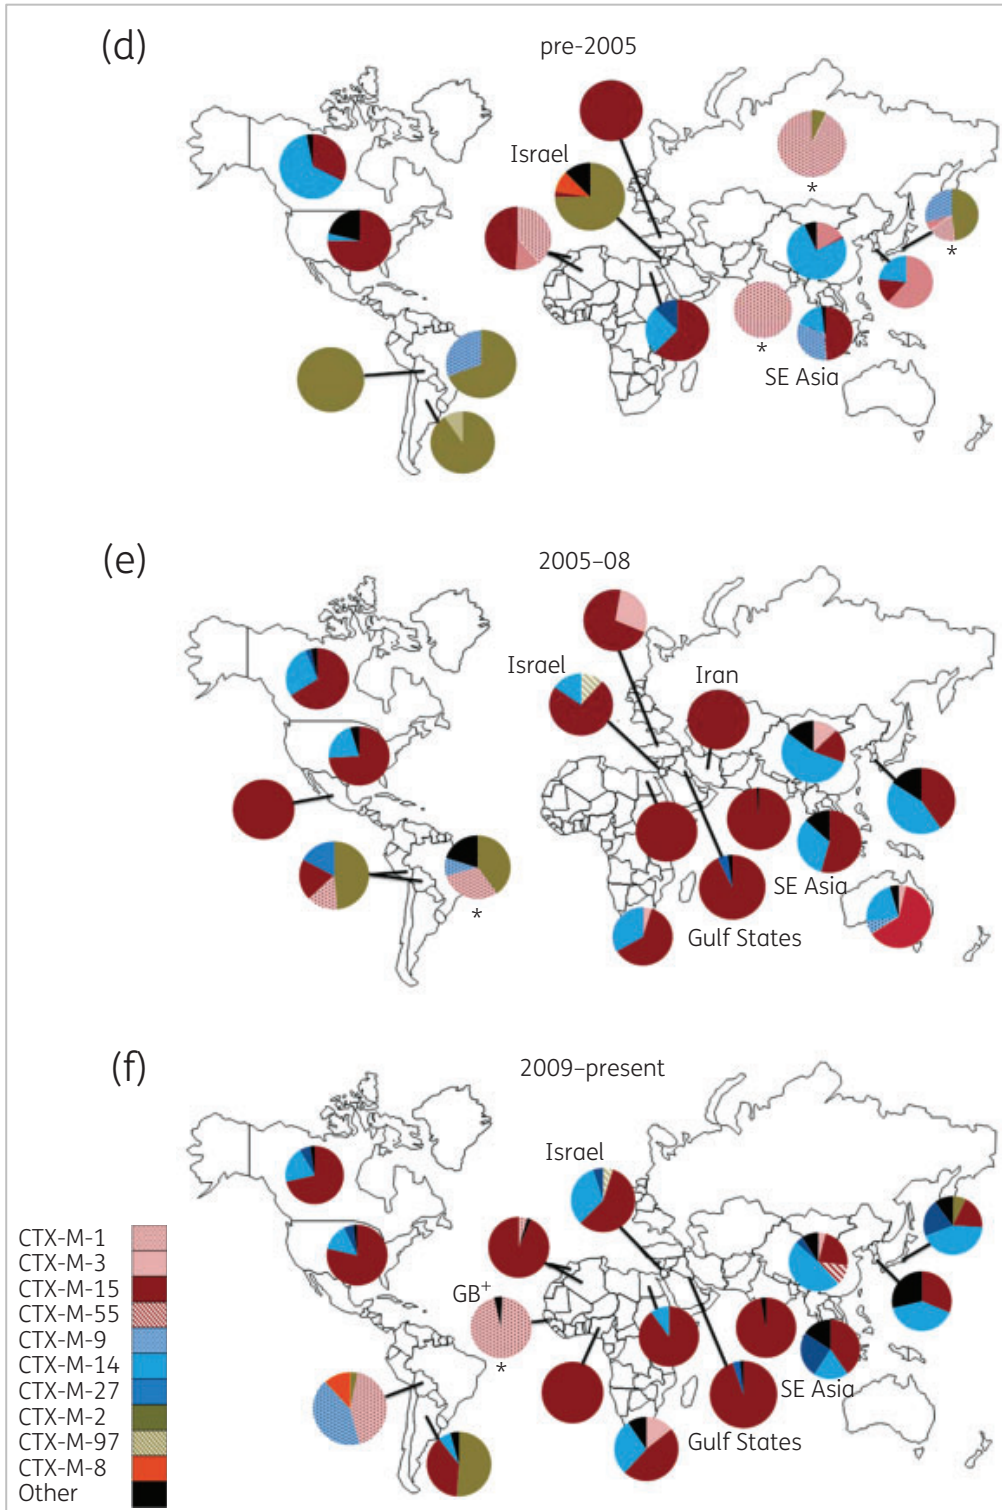 (d)
pre-2005
Israel
*
*
*
SE Asia
(e)
2005–08
Israel
Iran
SE Asia
*
Gulf States
(f)
2009–present
Israel
GB+
*
SE Asia
Gulf States
CTX-M-1
CTX-M-3
CTX-M-15
CTX-M-55
CTX-M-9
CTX-M-14
CTX-M-27
CTX-M-2
CTX-M-97
CTX-M-8
Other